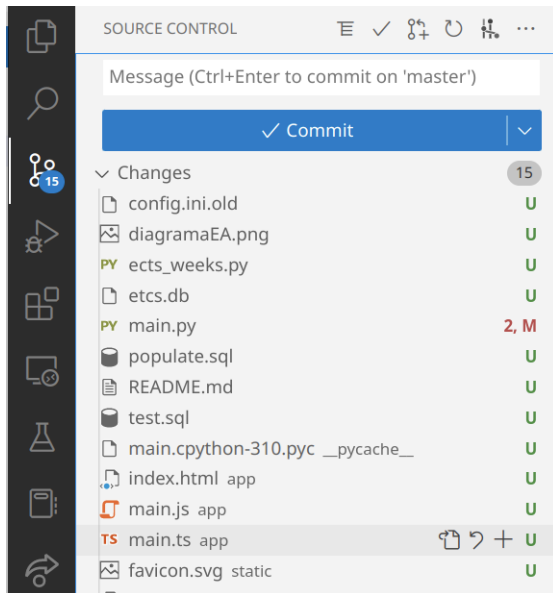 SOURCE CONTROL
Message (Ctrl+Enter to commit on 'master')
Commit
15
Changes 15
config.ini.old U
diagramaEA.png U
PY ects_weeks.py U
etcs.db U
PY main.py 2, M
populate.sql U
README.md U
test.sql U
main.cpython-310.pyc __pycache__ U
index.html app U
main.js app U
TS main.ts app U
favicon.svg static U